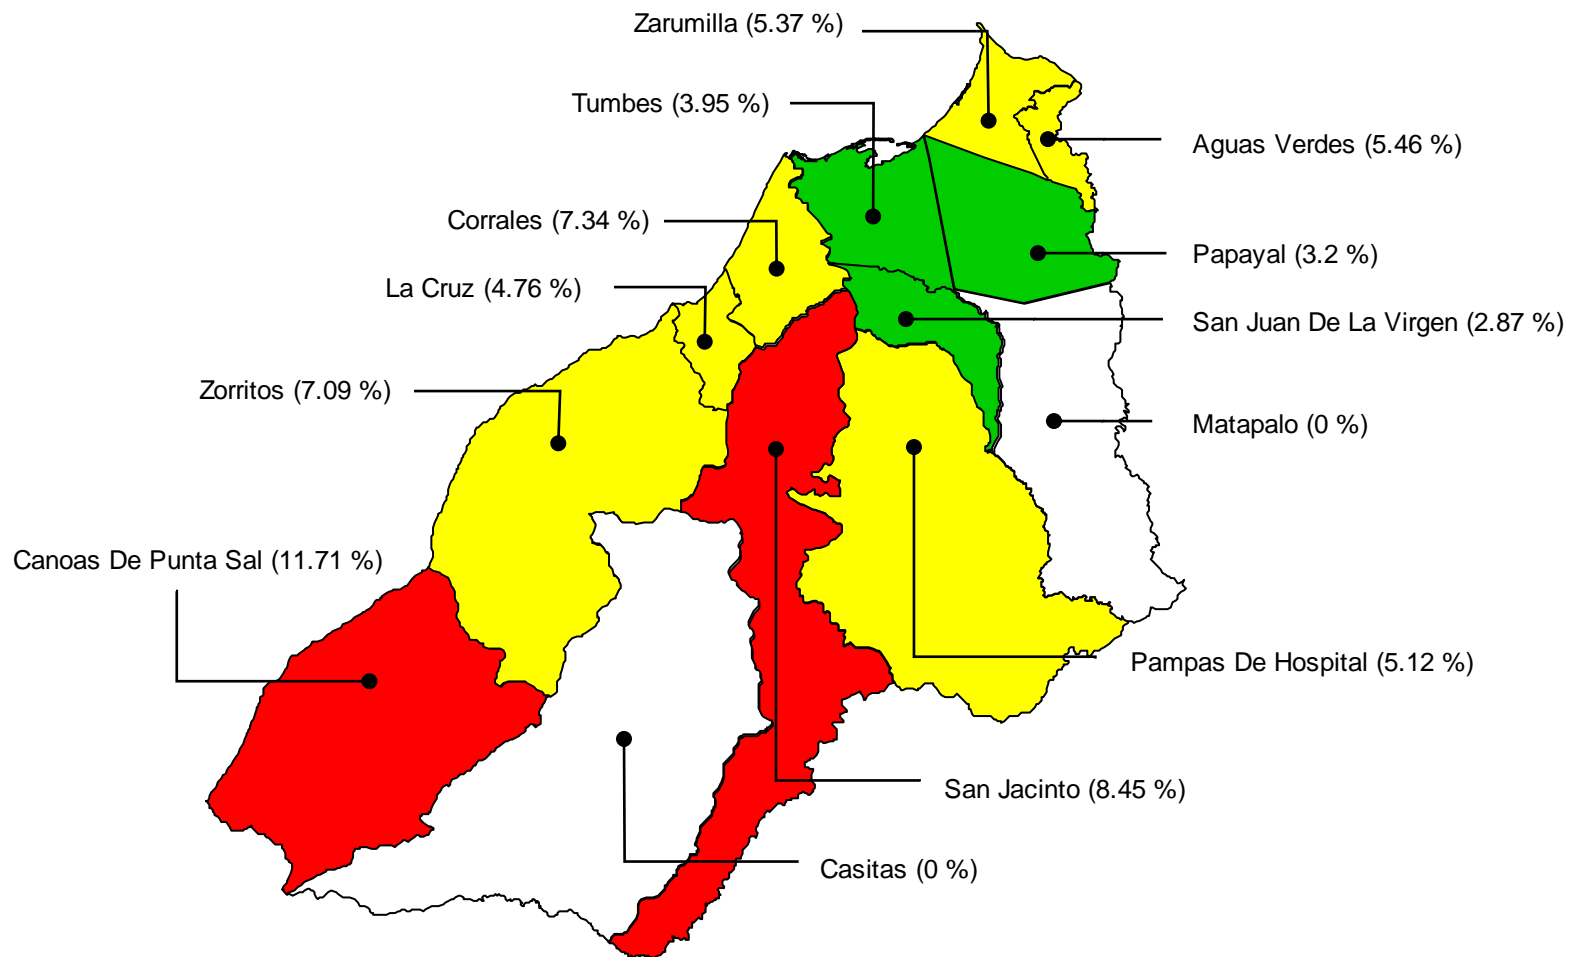 Zarumilla (5.37 %)
Tumbes (3.95 %)
Aguas Verdes (5.46 %)
Corrales (7.34 %)
Papayal (3.2 %)
La Cruz (4.76 %)
San Juan De La Virgen (2.87 %)
Zorritos (7.09 %)
Matapalo (0 %)
Canoas De Punta Sal (11.71 %)
Pampas De Hospital (5.12 %)
San Jacinto (8.45 %)
Casitas (0 %)